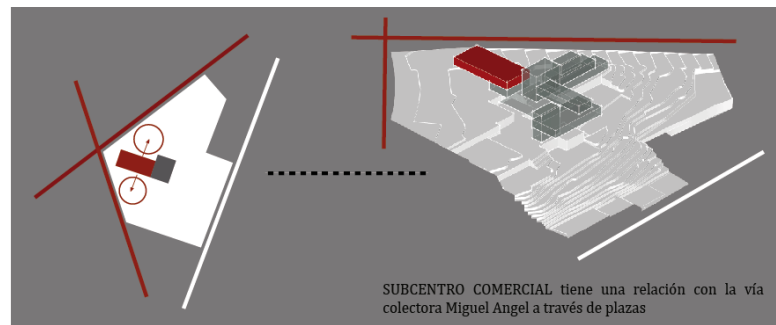 SUBCENTRO COMERCIAL tiene una relación con la vía
colectora Miguel Angel a través de plazas